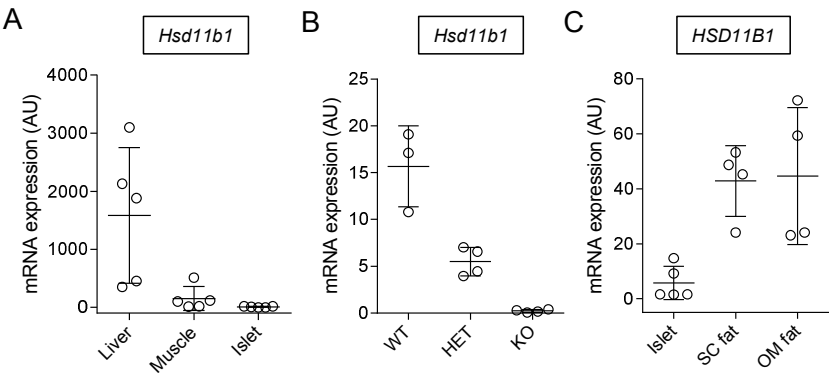 A
Hsd11b1
mRNA expression (AU)
4000
3000
2000
1000
0
Liver
Muscle
Islet
B
Hsd11b1
mRNA expression (AU)
25
20
15
10
5
0
WT
HET
KO
C
HSD11B1
mRNA expression (AU)
80
60
40
20
0
Islet
SC fat
OM fat